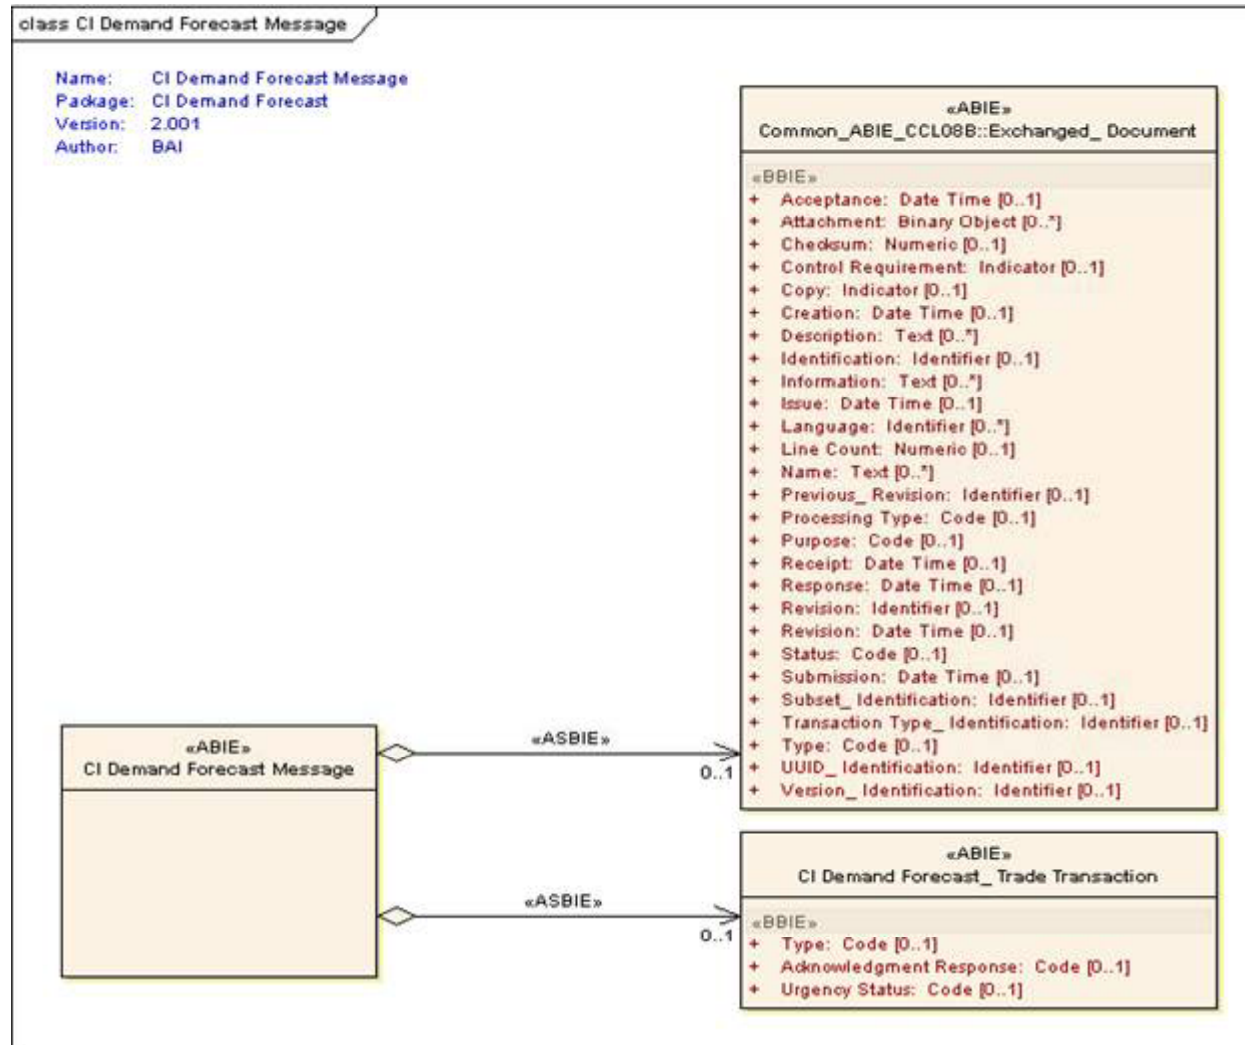 class CI Demand Forecast Message
Name: CI Demand Forecast Message
Package: CI Demand Forecast
Version: 2.001
Author: BAI
«ABIE»
Common_ABIE_CCL08B::Exchanged_ Document
«BBIE»
+ Acceptance: Date Time [0..1]
+ Attachment: Binary Object [0..*]
+ Checksum: Numeric [0..1]
+ Control Requirement: Indicator [0..1]
+ Copy: Indicator [0..1]
+ Creation: Date Time [0..1]
+ Description: Text [0..*]
+ Identification: Identifier [0..1]
+ Information: Text [0..*]
+ Issue: Date Time [0..1]
+ Language: Identifier [0..*]
+ Line Count: Numeric [0..1]
+ Name: Text [0..*]
+ Previous_ Revision: Identifier [0..1]
+ Processing Type: Code [0..1]
+ Purpose: Code [0..1]
+ Receipt: Date Time [0..1]
+ Response: Date Time [0..1]
+ Revision: Identifier [0..1]
+ Revision: Date Time [0..1]
+ Status: Code [0..1]
+ Submission: Date Time [0..1]
+ Subset_ Identification: Identifier [0..1]
+ Transaction Type_ Identification: Identifier [0..1]
+ Type: Code [0..1]
+ UUID_ Identification: Identifier [0..1]
+ Version_ Identification: Identifier [0..1]
«ABIE»
CI Demand Forecast Message
«ASBIE»
0..1
«ASBIE»
0..1
«ABIE»
CI Demand Forecast_ Trade Transaction
«BBIE»
+ Type: Code [0..1]
+ Acknowledgment Response: Code [0..1]
+ Urgency Status: Code [0..1]